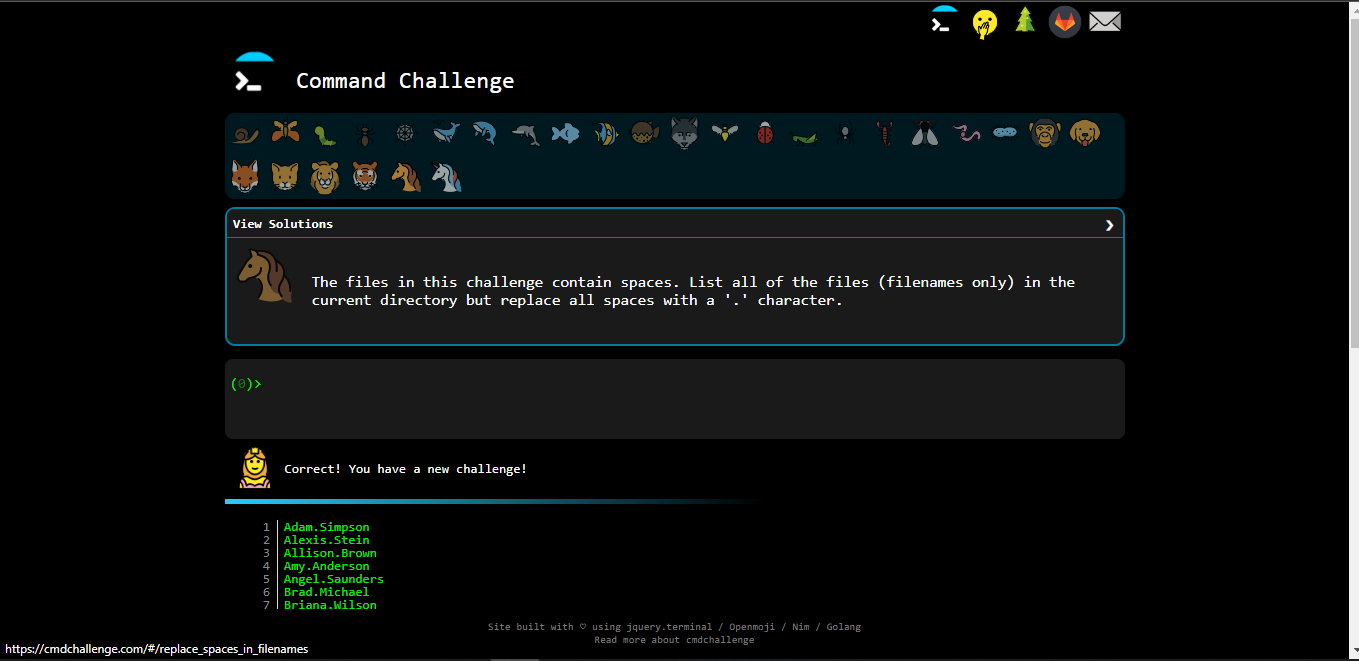 Command Challenge
View Solutions
The files in this challenge contain spaces. List all of the files (filenames only) in the
current directory but replace all spaces with a '.' character.
(0)>
Correct! You have a new challenge!
1 Adam.Simpson
2 Alexis.Stein
3 Allison.Brown
4 Amy.Anderson
5 Angel.Saunders
6 Brad.Michael
7 Briana.Wilson
Site built with ♡ using jquery.terminal / Openmoji / Nim / Golang
Read more about cmdchallenge
https://cmdchallenge.com/#/replace_spaces_in_filenames